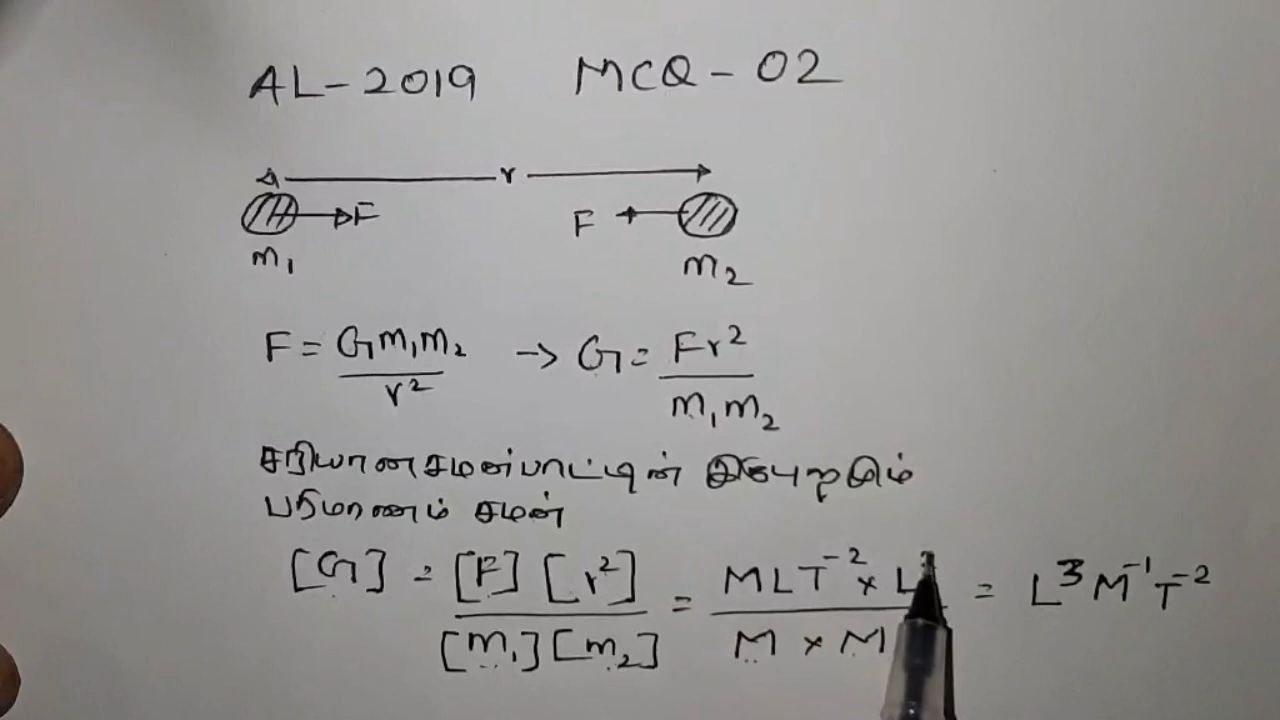 AL-2019 MCQ-02
r
F F
m₁ m₂
F = Gm₁m₂/r² → G = Fr²/m₁m₂
சரியான சமன்பாட்டின் இருபுறமும்
பரிமாணம் சமன்
[G] = [F][r²]/[m₁][m₂] = MLT⁻² × L²/M × M = L³M⁻¹T⁻²